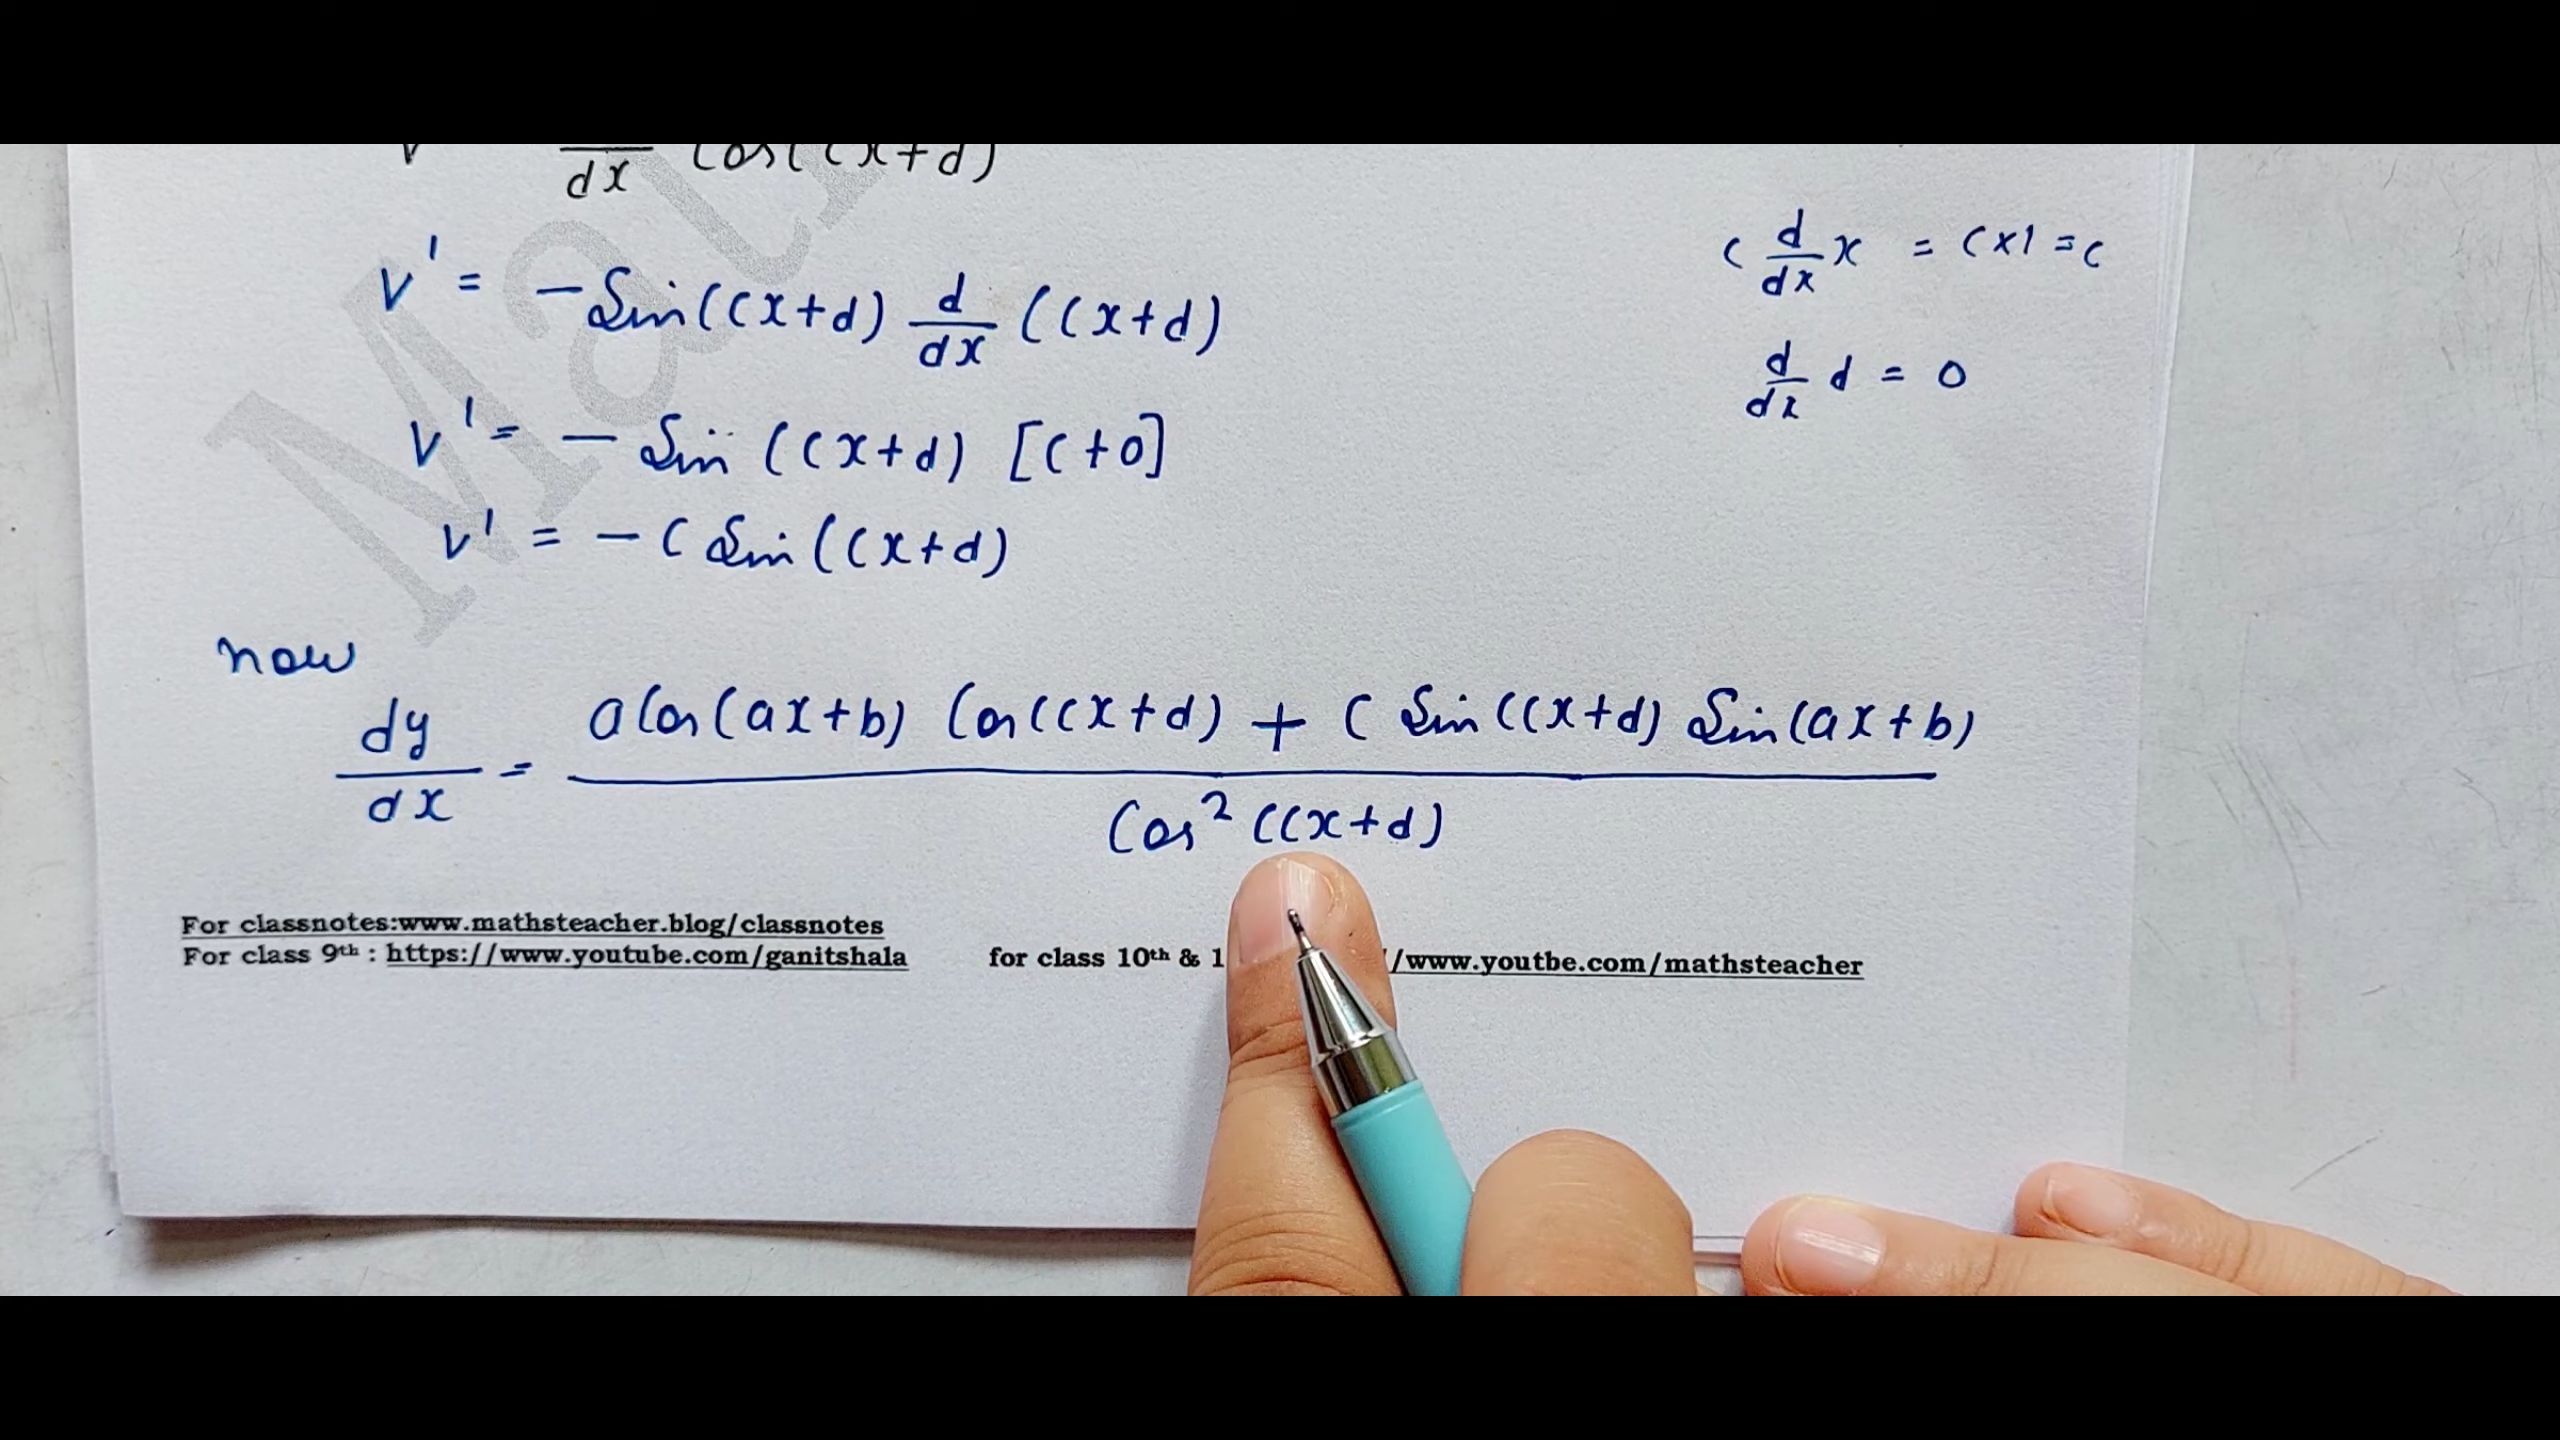 dx Cos(cx+d)
v' = -Sin(cx+d) d/dx (cx+d)
c d/dx x = c×1 = c
d/dx d = 0
v' = - Sin (cx+d) [c+0]
v' = - c Sin(cx+d)
now
dy/dx = a Cos(ax+b) Cos(cx+d) + c Sin(cx+d) Sin(ax+b)
Cos² (cx+d)
For classnotes:www.mathsteacher.blog/classnotes
For class 9th : https://www.youtube.com/ganitshala for class 10th & 1 /www.youtbe.com/mathsteacher